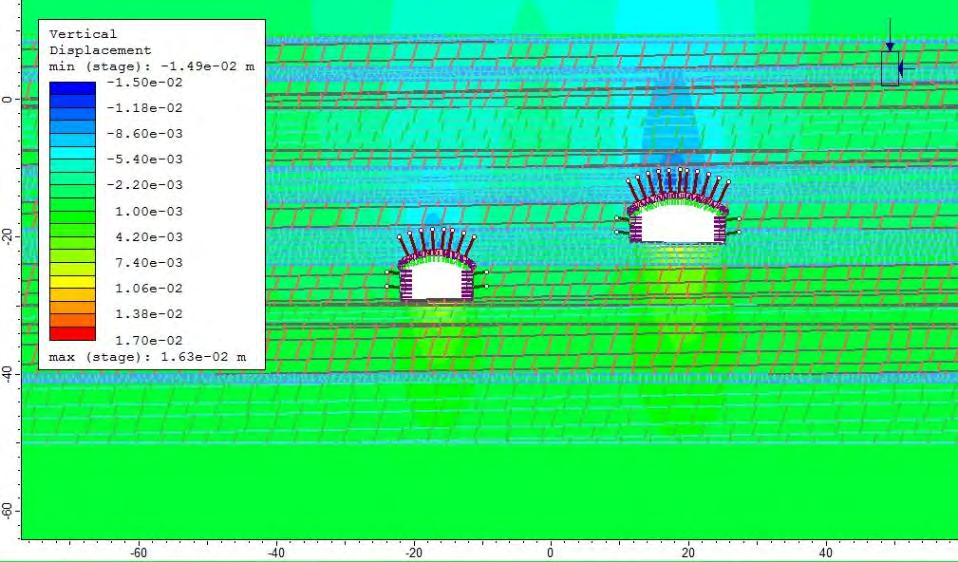 Vertical
Displacement
min (stage): -1.49e-02 m
-1.50e-02
-1.18e-02
-8.60e-03
-5.40e-03
-2.20e-03
1.00e-03
4.20e-03
7.40e-03
1.06e-02
1.38e-02
1.70e-02
max (stage): 1.63e-02 m
0
-20
-40
-60
-60
-40
-20
0
20
40